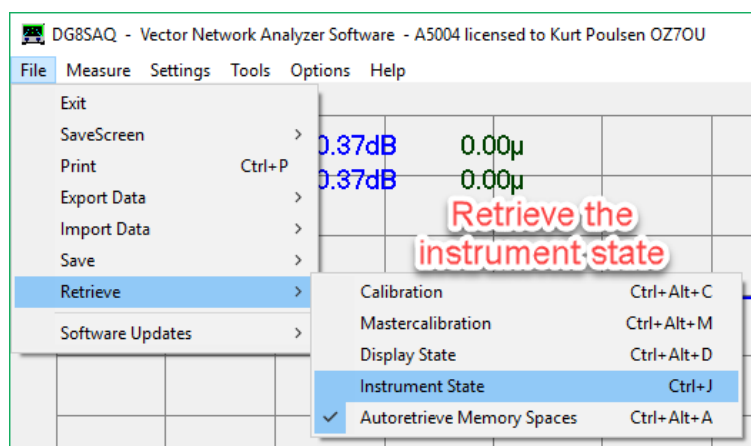 DG8SAQ - Vector Network Analyzer Software - A5004 licensed to Kurt Poulsen OZ7OU
File Measure Settings Tools Options Help
Exit
SaveScreen >
Print Ctrl+P
Export Data >
Import Data >
Save >
Retrieve >
Software Updates >
0.37dB 0.00µ
0.37dB 0.00µ
Retrieve the
instrument state
Calibration Ctrl+Alt+C
Mastercalibration Ctrl+Alt+M
Display State Ctrl+Alt+D
Instrument State Ctrl+J
Autoretrieve Memory Spaces Ctrl+Alt+A